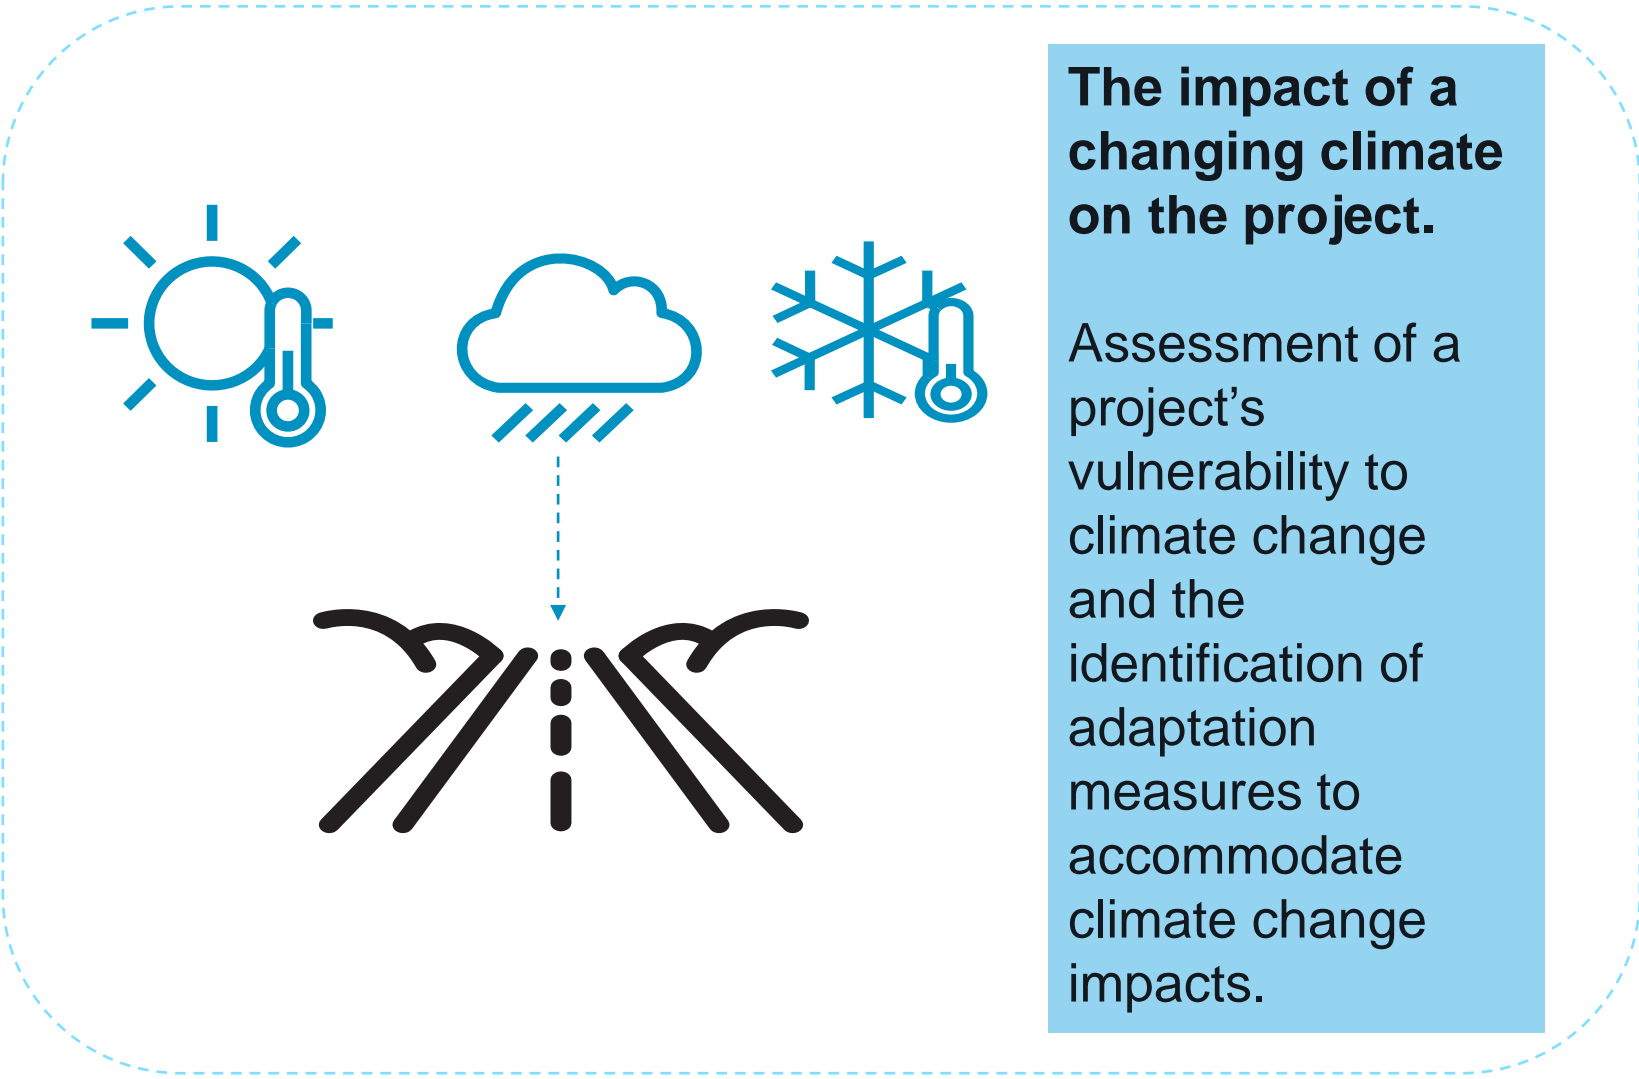 The impact of a
changing climate
on the project.
Assessment of a
project’s
vulnerability to
climate change
and the
identification of
adaptation
measures to
accommodate
climate change
impacts.